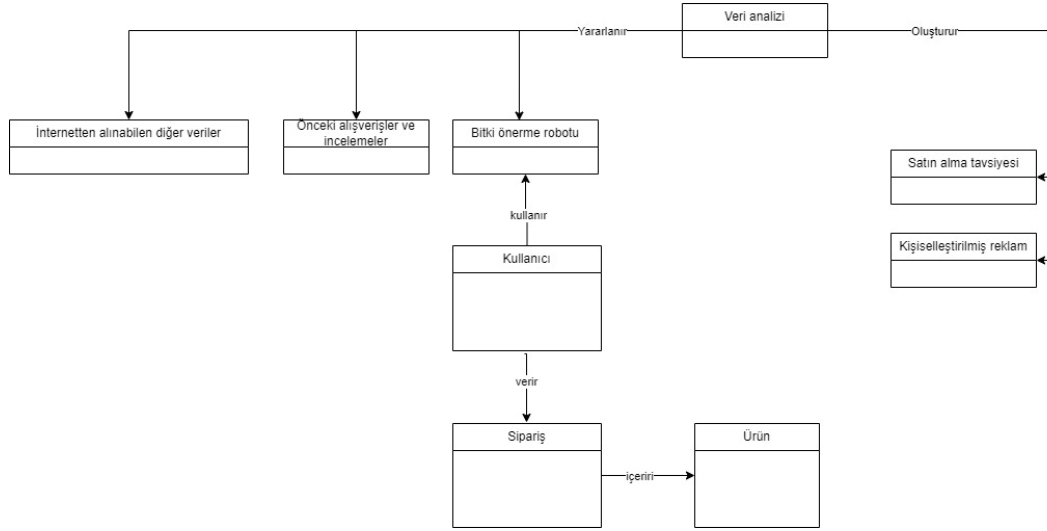 Veri analizi
Yararlanır
Oluşturur
İnternetten alınabilen diğer veriler
Önceki alışverişler ve
incelemeler
Bitki önerme robotu
Satın alma tavsiyesi
kullanır
Kişiselleştirilmiş reklam
Kullanıcı
verir
Sipariş
Ürün
içeriri